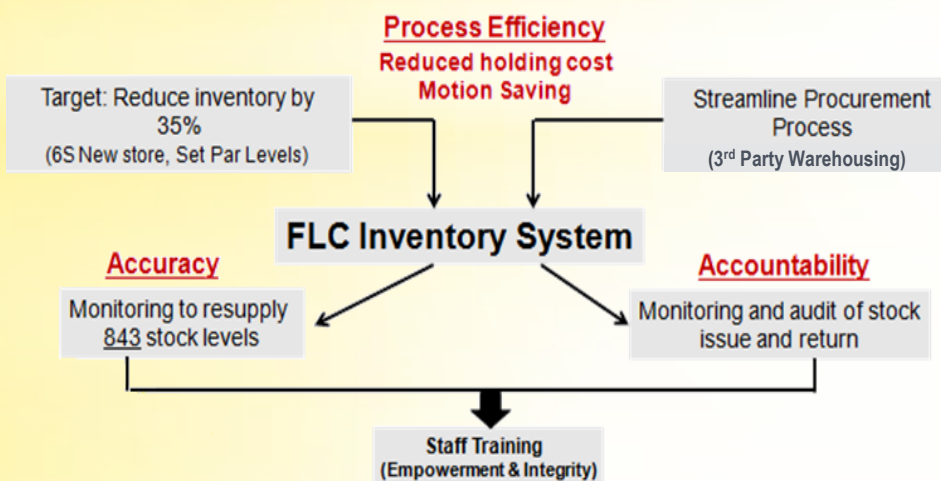 Process Efficiency
Reduced holding cost
Motion Saving
Target: Reduce inventory by
35%
(6S New store, Set Par Levels)
Streamline Procurement
Process
(3rd Party Warehousing)
FLC Inventory System
Accuracy
Monitoring to resupply
843 stock levels
Accountability
Monitoring and audit of stock
issue and return
Staff Training
(Empowerment & Integrity)